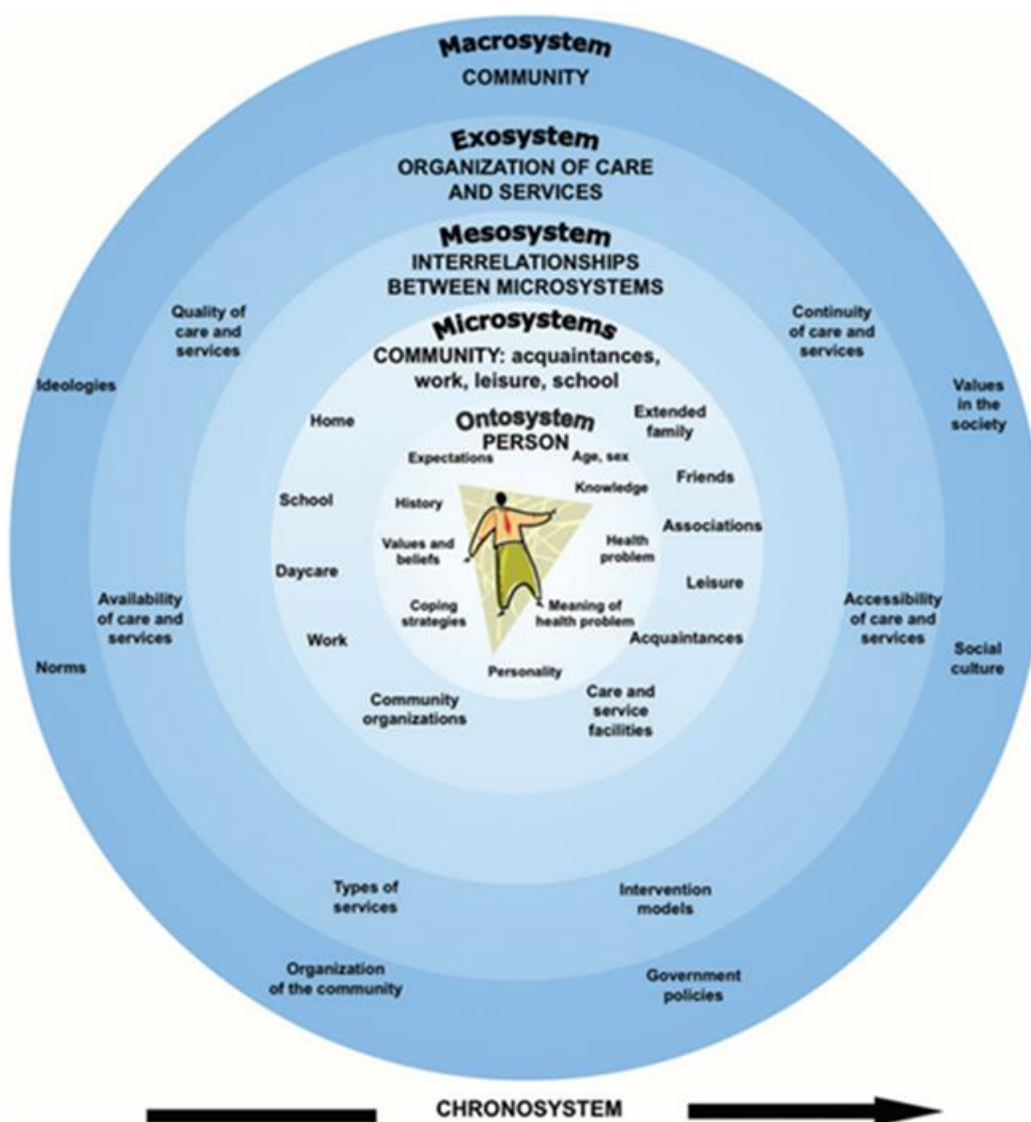 Macrosystem
COMMUNITY
Exosystem
ORGANIZATION OF CARE
AND SERVICES
Mesosystem
INTERRELATIONSHIPS
BETWEEN MICROSYSTEMS
Quality of
care and
services
Continuity
of care and
services
Microsystems
COMMUNITY: acquaintances,
work, leisure, school
Ideologies
Values
in the
society
Home
Ontosystem
PERSON
Extended
family
Expectations
Age, sex
School
History
Knowledge
Friends
Associations
Values and
beliefs
Health
problem
Daycare
Leisure
Availability
of care and
services
Coping
strategies
Meaning of
health problem
Accessibility
of care and
services
Work
Acquaintances
Norms
Personality
Social
culture
Community
organizations
Care and
service
facilities
Types of
services
Intervention
models
Organization
of the community
Government
policies
CHRONOSYSTEM